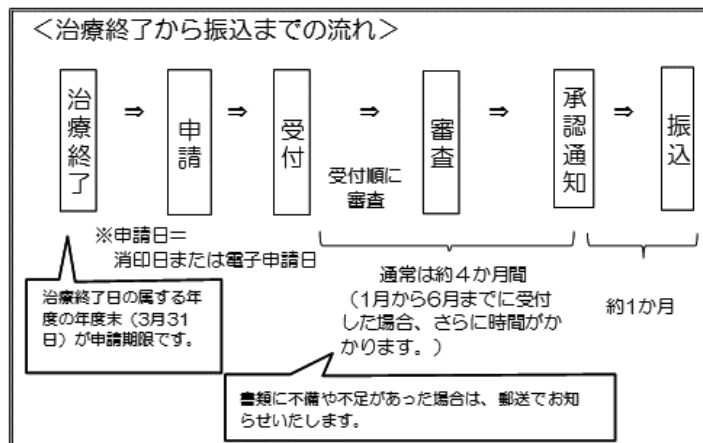 ＜治療終了から振込までの流れ＞
治療終了
⇒
申請
⇒
受付
⇒
受付順に
審査
審査
⇒
承認通知
⇒
振込
※申請日＝
消印日または電子申請日
治療終了日の属する年
度の年度末（3月31
日）が申請期限です。
通常は約４か月間
（1月から6月までに受付
した場合、さらに時間がか
かります。）
約1か月
書類に不備や不足があった場合は、郵送でお知
らせいたします。